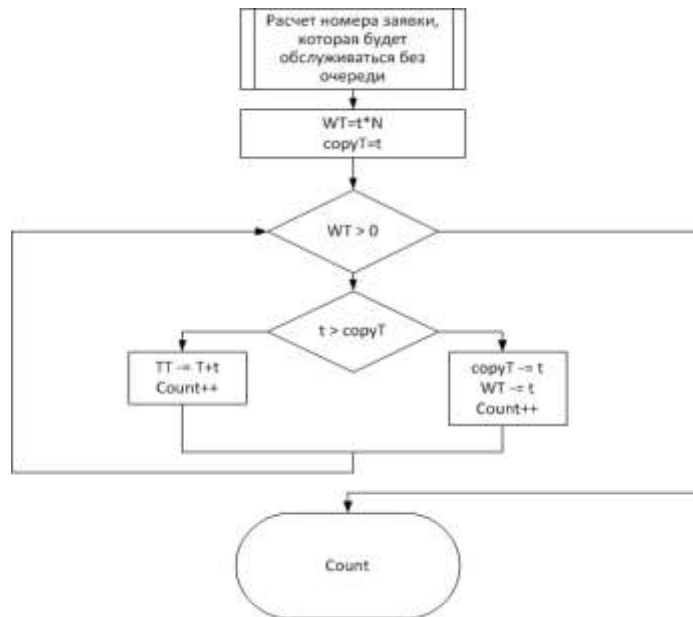 Расчет номера заявки,
которая будет
обслуживаться без
очереди
WT=t*N
copyT=t
WT > 0
t > copyT
TT -= T+t
Count++
copyT -= t
WT -= t
Count++
Count